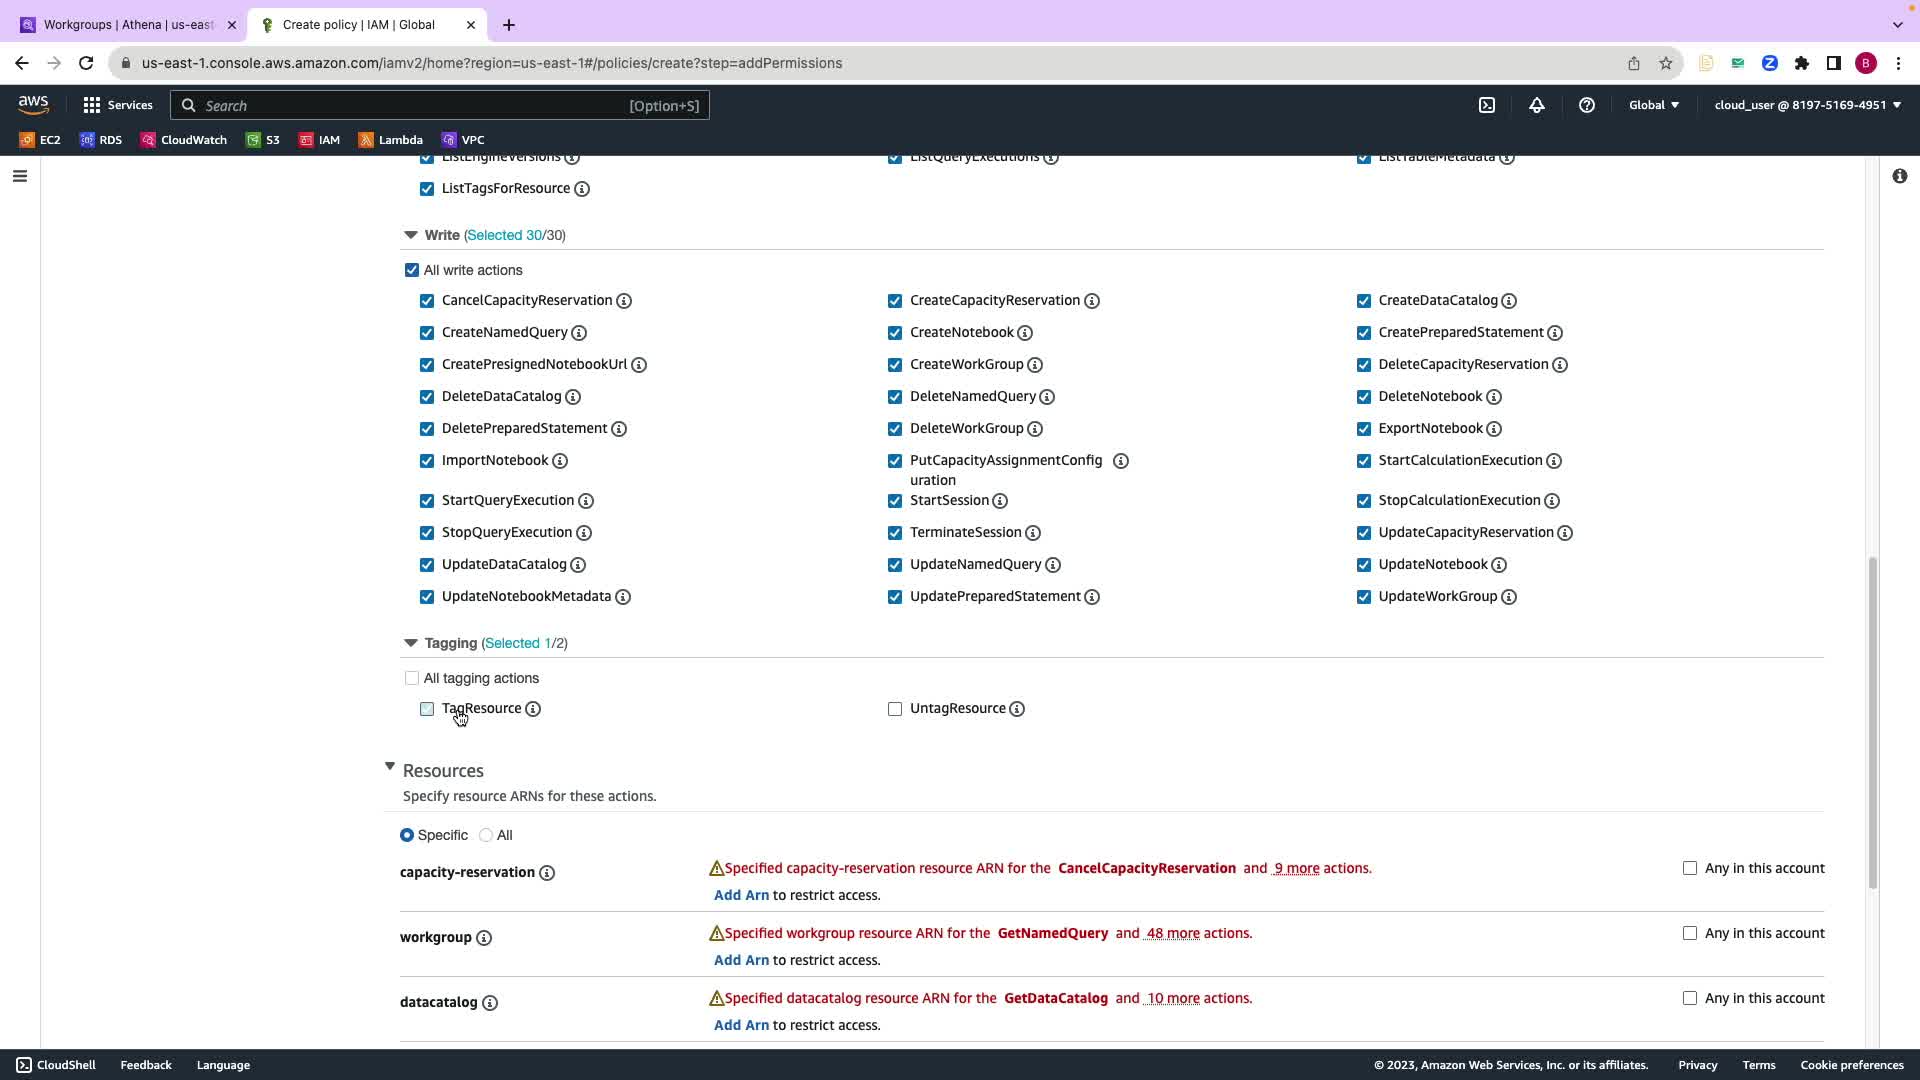 Workgroups | Athena | us-east
Create policy | IAM | Global
us-east-1.console.aws.amazon.com/iamv2/home?region=us-east-1#/policies/create?step=addPermissions
B
aws
Services
Search
[Option+S]
Global
cloud_user @ 8197-5169-4951
EC2
RDS
CloudWatch
S3
IAM
Lambda
VPC
ListEngineVersions
ListQueryExecutions
ListTableMetadata
ListTagsForResource
Write (Selected 30/30)
All write actions
CancelCapacityReservation
CreateCapacityReservation
CreateDataCatalog
CreateNamedQuery
CreateNotebook
CreatePreparedStatement
CreatePresignedNotebookUrl
CreateWorkGroup
DeleteCapacityReservation
DeleteDataCatalog
DeleteNamedQuery
DeleteNotebook
DeletePreparedStatement
DeleteWorkGroup
ExportNotebook
ImportNotebook
PutCapacityAssignmentConfig
uration
StartCalculationExecution
StartQueryExecution
StartSession
StopCalculationExecution
StopQueryExecution
TerminateSession
UpdateCapacityReservation
UpdateDataCatalog
UpdateNamedQuery
UpdateNotebook
UpdateNotebookMetadata
UpdatePreparedStatement
UpdateWorkGroup
Tagging (Selected 1/2)
All tagging actions
TagResource
UntagResource
Resources
Specify resource ARNs for these actions.
Specific
All
capacity-reservation
Specified capacity-reservation resource ARN for the CancelCapacityReservation and 9 more actions.
Any in this account
Add Arn to restrict access.
workgroup
Specified workgroup resource ARN for the GetNamedQuery and 48 more actions.
Any in this account
Add Arn to restrict access.
datacatalog
Specified datacatalog resource ARN for the GetDataCatalog and 10 more actions.
Any in this account
Add Arn to restrict access.
CloudShell
Feedback
Language
© 2023, Amazon Web Services, Inc. or its affiliates.
Privacy
Terms
Cookie preferences